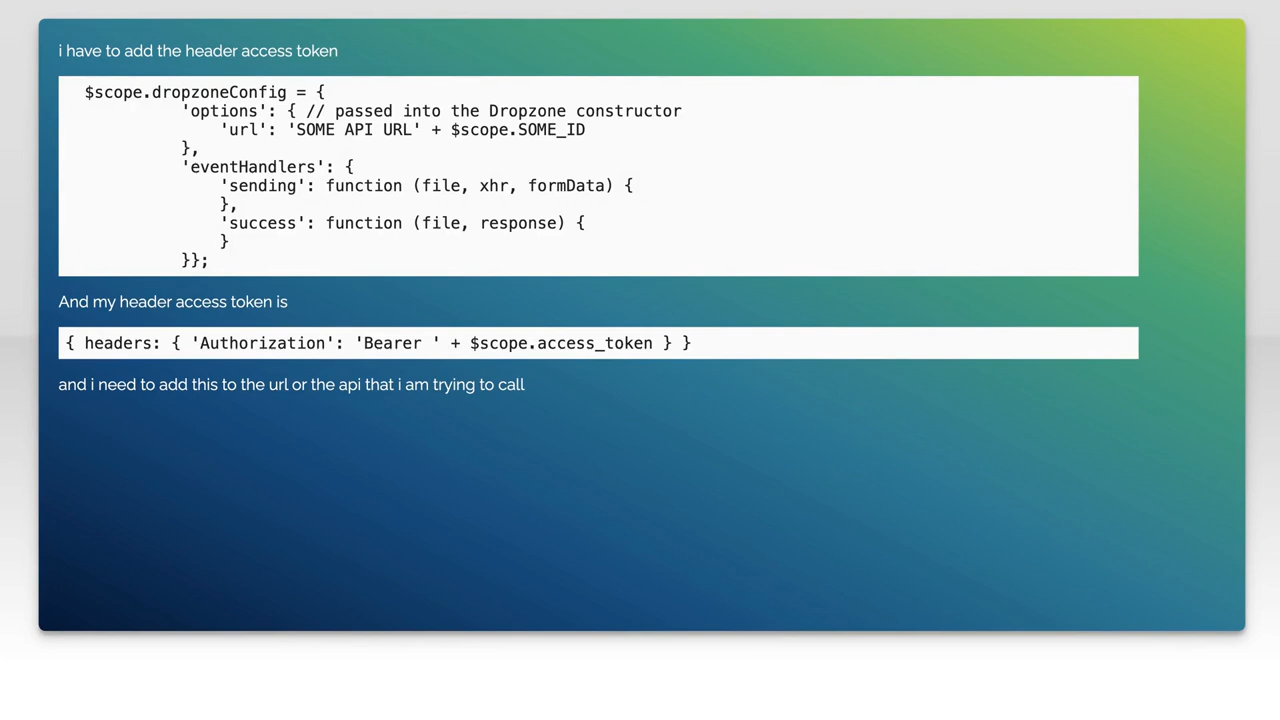 i have to add the header access token
$scope.dropzoneConfig = {
'options': { // passed into the Dropzone constructor
'url': 'SOME API URL' + $scope.SOME_ID
},
'eventHandlers': {
'sending': function (file, xhr, formData) {
},
'success': function (file, response) {
}
}};
And my header access token is
{ headers: { 'Authorization': 'Bearer ' + $scope.access_token } }
and i need to add this to the url or the api that i am trying to call